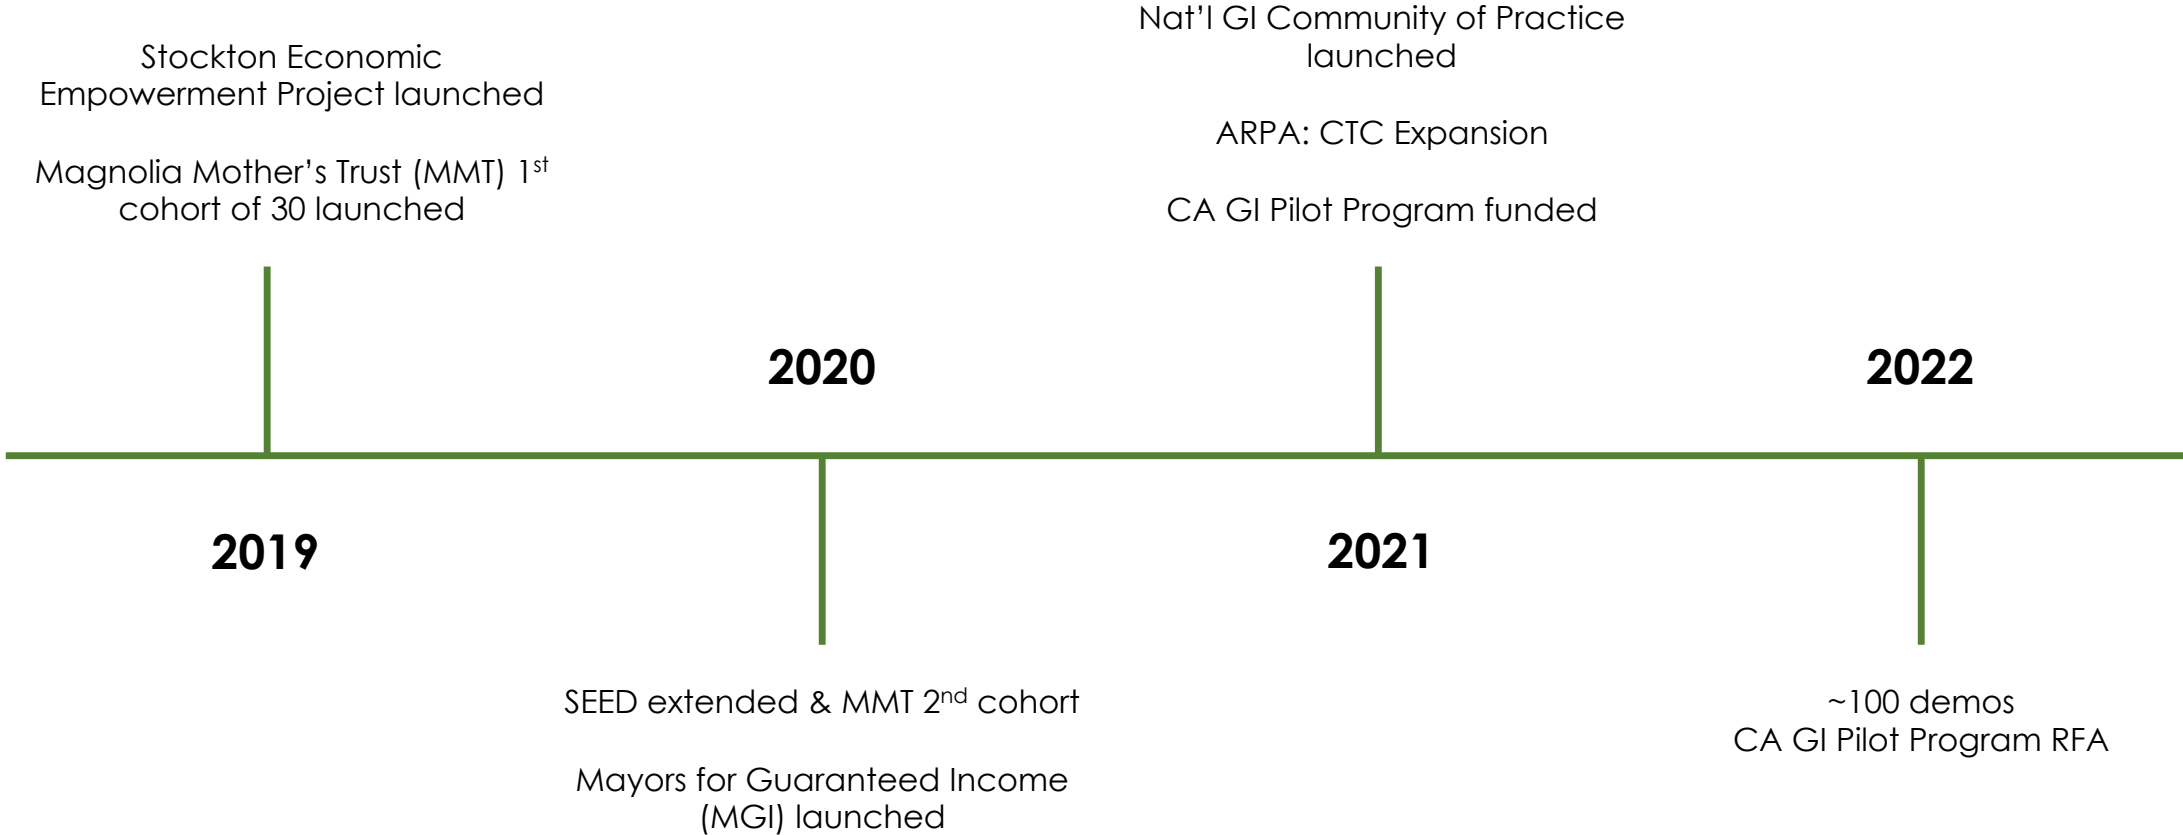 Stockton Economic
Empowerment Project launched
Magnolia Mother’s Trust (MMT) 1st
cohort of 30 launched
2019
2020
SEED extended & MMT 2nd cohort
Mayors for Guaranteed Income
(MGI) launched
Nat’l GI Community of Practice
launched
ARPA: CTC Expansion
CA GI Pilot Program funded
2021
2022
~100 demos
CA GI Pilot Program RFA